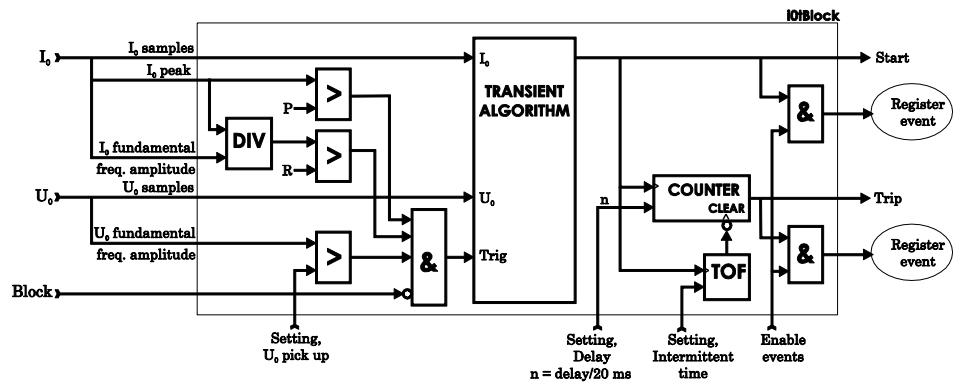 I0tBlock
I₀
I₀ samples
I₀
Start
I₀ peak
>
TRANSIENT
ALGORITHM
P
&
Register
event
DIV
>
I₀ fundamental
freq. amplitude
R
U₀
U₀ samples
U₀
n
COUNTER
CLEAR
Trip
U₀ fundamental
freq. amplitude
>
&
Trig
TOF
&
Register
event
Block
Setting,
U₀ pick up
Setting,
Delay
n = delay/20 ms
Setting,
Intermittent
time
Enable
events